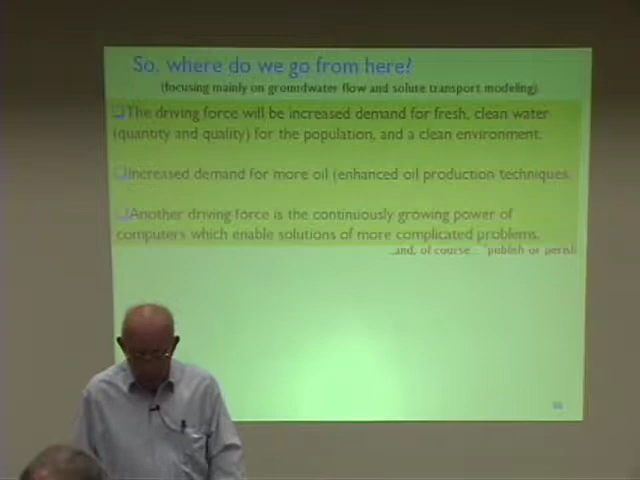 So, where do we go from here?
(focusing mainly on groundwater flow and solute transport modeling).
The driving force will be increased demand for fresh, clean water
(quantity and quality) for the population, and a clean environment.
Increased demand for more oil (enhanced oil production techniques.
Another driving force is the continuously growing power of
computers which enable solutions of more complicated problems.
..and, of course... publish or perish